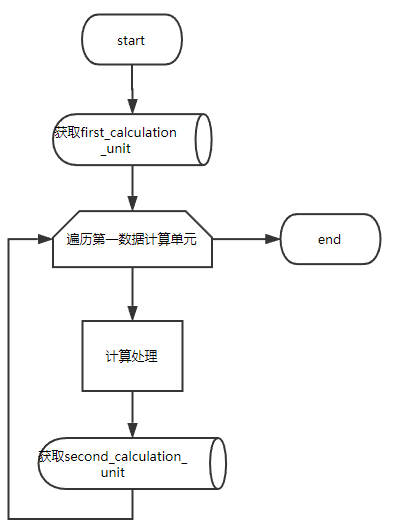 start
获取first_calculation
_unit
遍历第一数据计算单元
end
计算处理
获取second_calculation_
unit